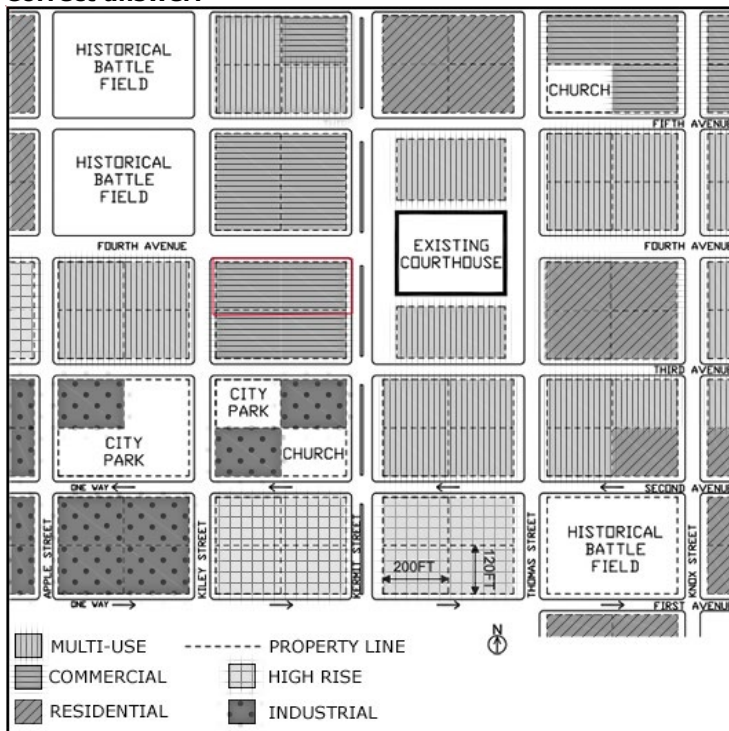 correct answer.
HISTORICAL
BATTLE
FIELD
CHURCH
FIFTH AVENUE
HISTORICAL
BATTLE
FIELD
FOURTH AVENUE
EXISTING
COURTHOUSE
FOURTH AVENUE
THIRD AVENUE
CITY
PARK
CITY
PARK
CHURCH
ONE WAY
SECOND AVENUE
APPLE STREET
KILEY STREET
KERMIT STREET
200FT
120FT
THOMAS STREET
HISTORICAL
BATTLE
FIELD
KNOX STREET
ONE WAY
FIRST AVENUE
N
MULTI-USE
PROPERTY LINE
COMMERCIAL
HIGH RISE
RESIDENTIAL
INDUSTRIAL